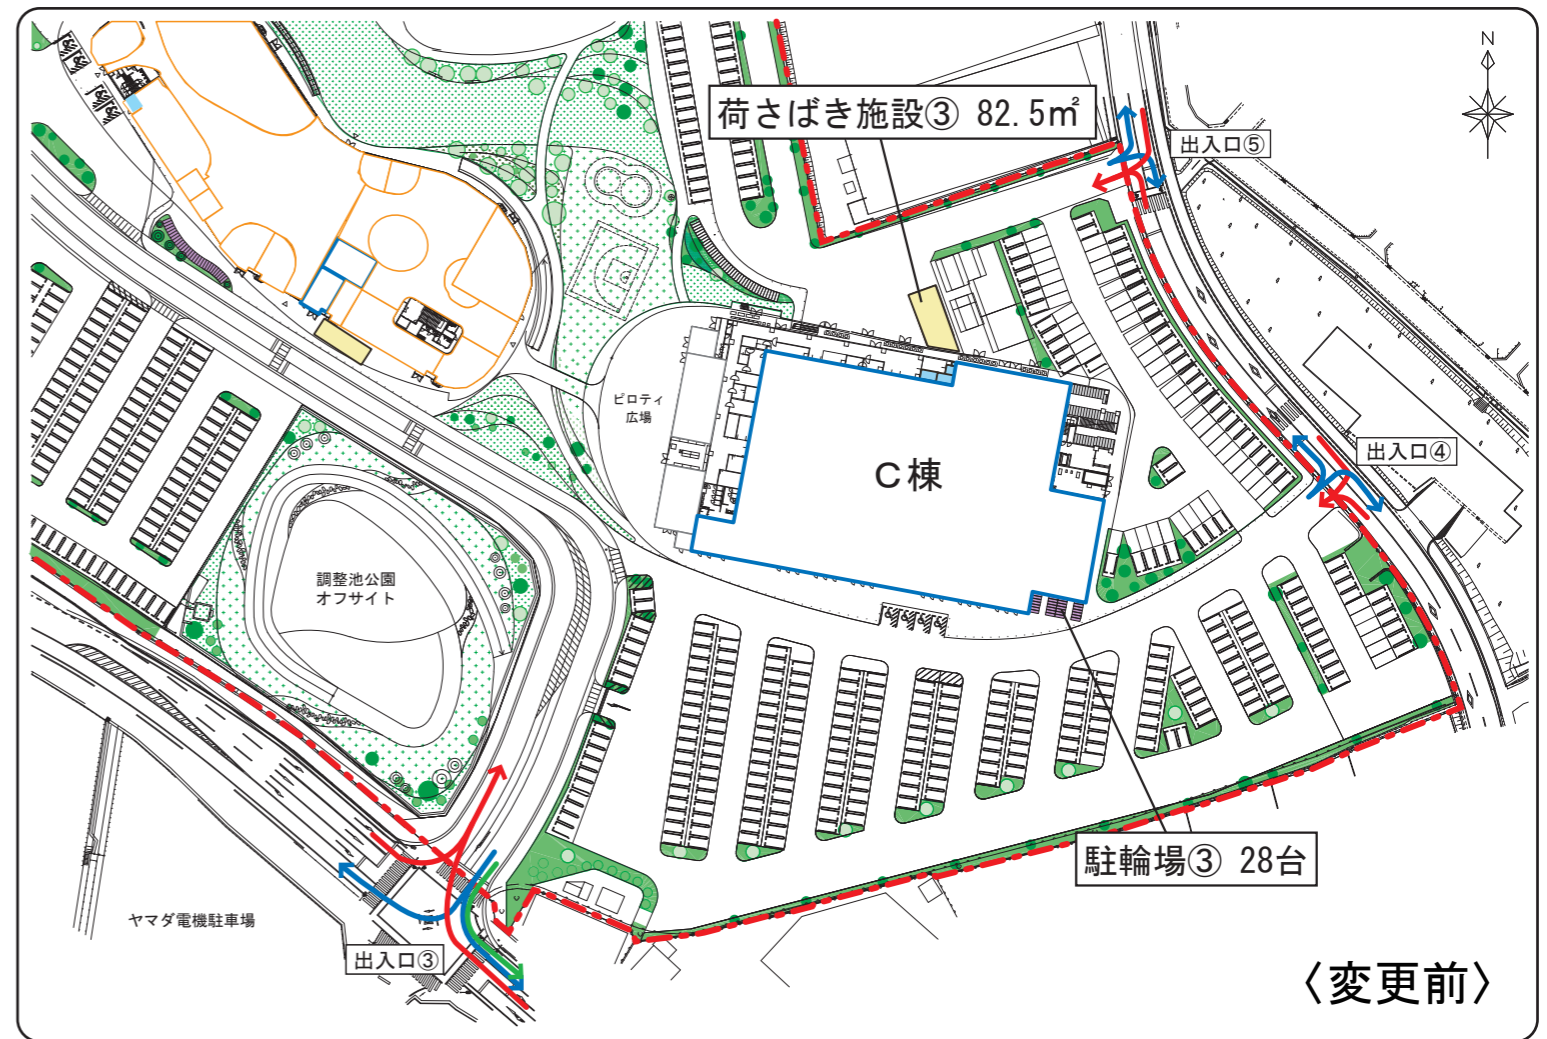 N
荷さばき施設③ 82.5㎡
出入口⑤
ピロティ
広場
C棟
出入口④
調整池公園
オフサイト
駐輪場③ 28台
ヤマダ電機駐車場
出入口③
〈変更前〉